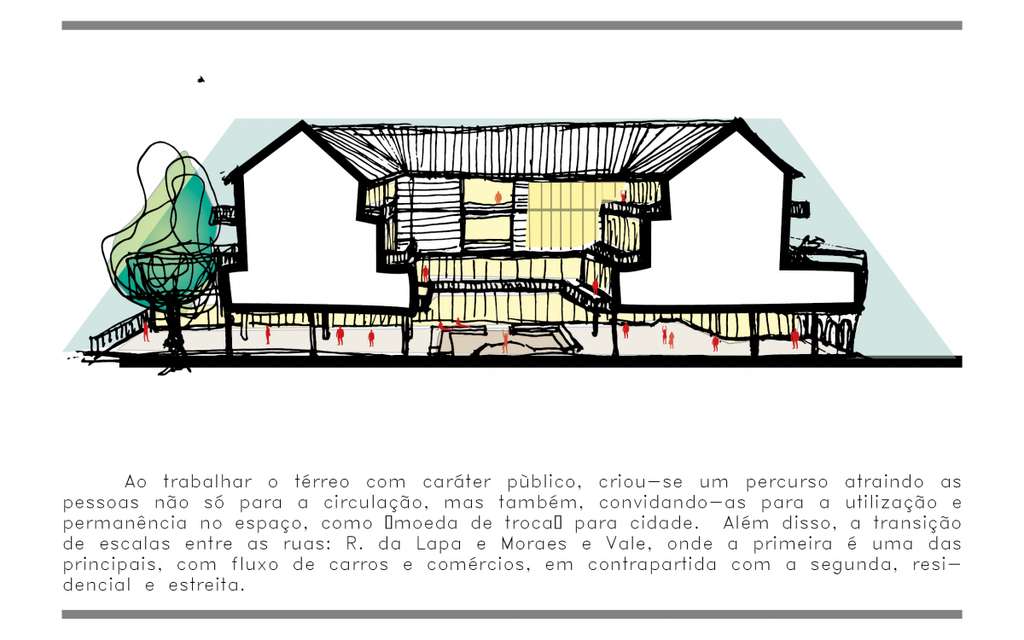 Ao trabalhar o térreo com caráter pùblico, criou-se um percurso atraindo as
pessoas não só para a circulação, mas também, convidando-as para a utilização e
permanência no espaço, como ▯moeda de troca▯ para cidade. Além disso, a transição
de escalas entre as ruas: R. da Lapa e Moraes e Vale, onde a primeira é uma das
principais, com fluxo de carros e comércios, em contrapartida com a segunda, resi-
dencial e estreita.